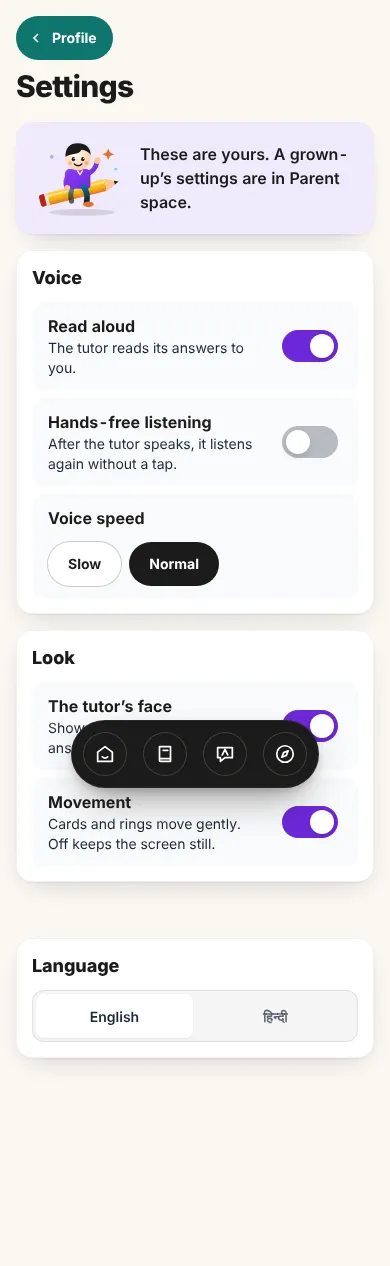 Profile
Settings
These are yours. A grown-
up’s settings are in Parent
space.
Voice
Read aloud
The tutor reads its answers to
you.
Hands-free listening
After the tutor speaks, it listens
again without a tap.
Voice speed
Slow
Normal
Look
The tutor’s face
Movement
Cards and rings move gently.
Off keeps the screen still.
Language
English
हिन्दी